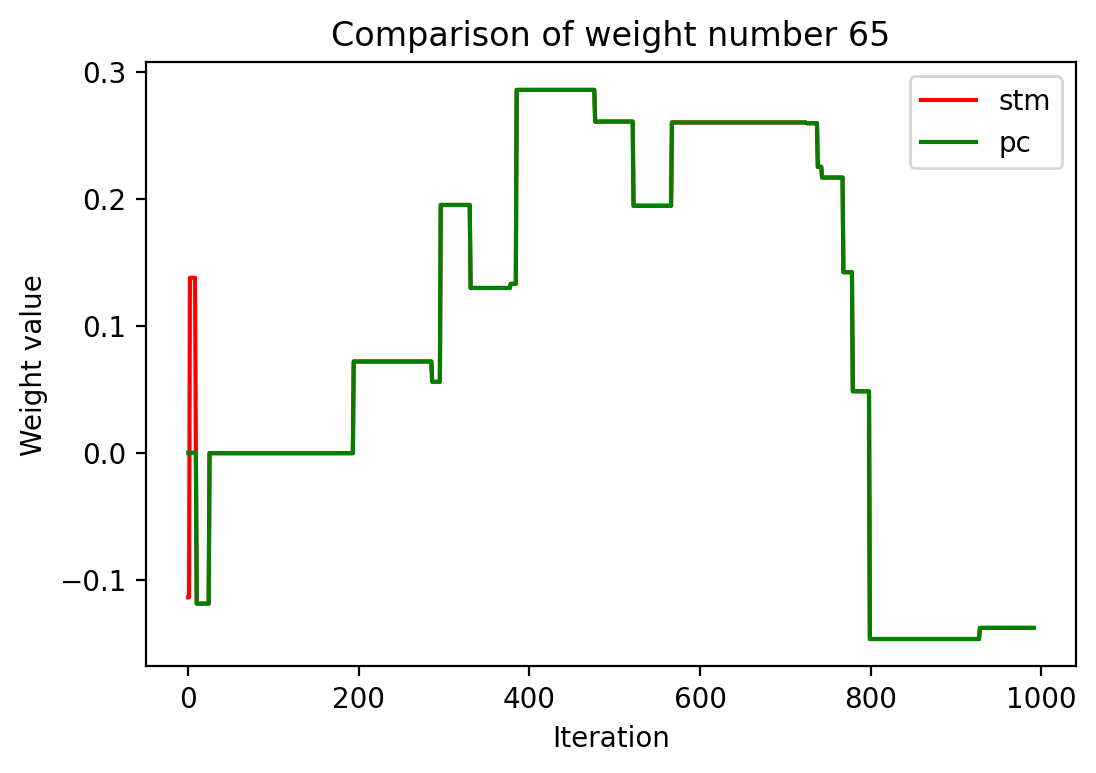 Comparison of weight number 65
stm
pc
Weight value
0.3
0.2
0.1
0.0
−0.1
0 200 400 600 800 1000
Iteration